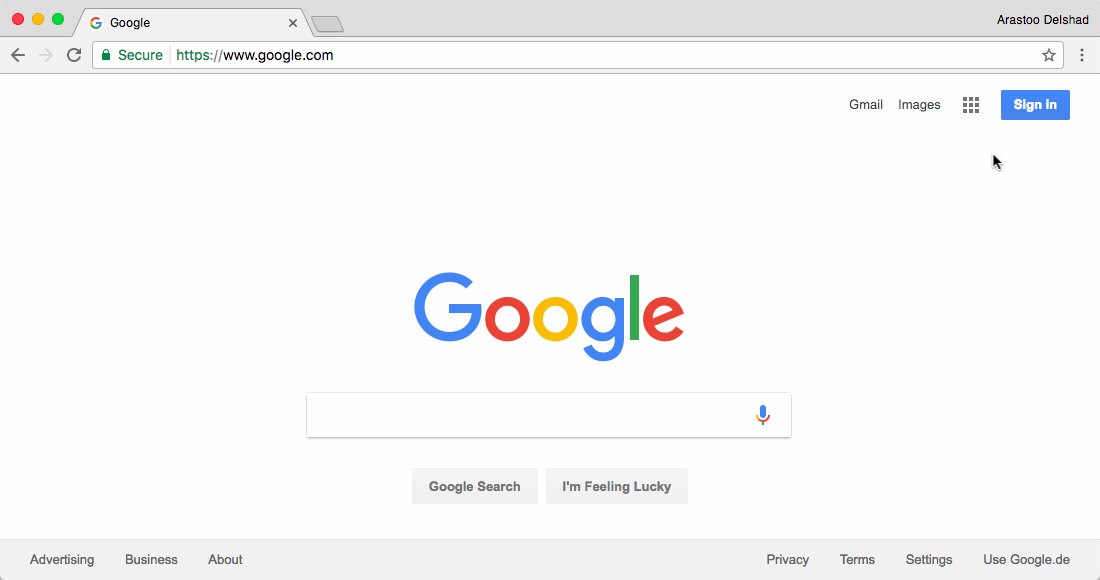 Google
Arastoo Delshad
Secure https://www.google.com
Gmail Images Sign in
Google
Google Search I'm Feeling Lucky
Advertising Business About Privacy Terms Settings Use Google.de